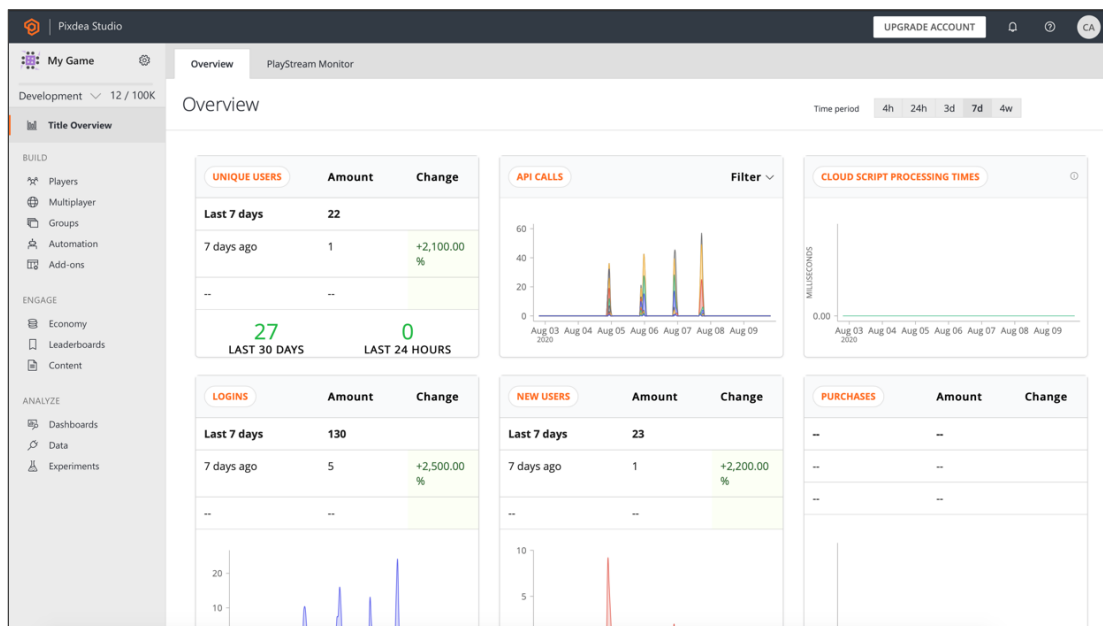 Pixdea Studio
UPGRADE ACCOUNT
CA
My Game
Development 12 / 100K
Title Overview
BUILD
Players
Multiplayer
Groups
Automation
Add-ons
ENGAGE
Economy
Leaderboards
Content
ANALYZE
Dashboards
Data
Experiments
Overview PlayStream Monitor
Overview
Time period 4h 24h 3d 7d 4w
UNIQUE USERS Amount Change
Last 7 days 22
7 days ago 1 +2,100.00
%
-- --
27 0
LAST 30 DAYS LAST 24 HOURS
API CALLS Filter
60
40
20
0
Aug 03 Aug 04 Aug 05 Aug 06 Aug 07 Aug 08 Aug 09
2020
CLOUD SCRIPT PROCESSING TIMES
MILLISECONDS
0.00
Aug 03 Aug 04 Aug 05 Aug 06 Aug 07 Aug 08 Aug 09
2020
LOGINS Amount Change
Last 7 days 130
7 days ago 5 +2,500.00
%
-- --
20
10
NEW USERS Amount Change
Last 7 days 23
7 days ago 1 +2,200.00
%
-- --
10
5
PURCHASES Amount Change
-- --
-- --
-- --